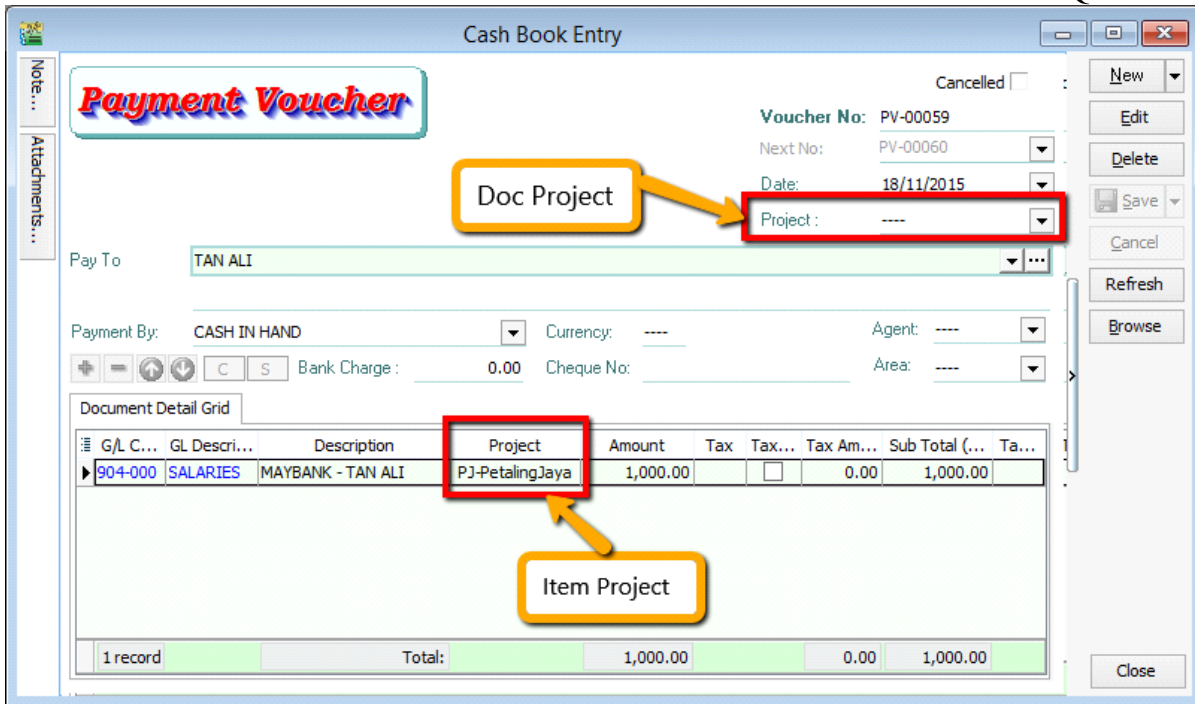 Cash Book Entry
Note...
Attachments...
Payment Voucher
Cancelled
Voucher No: PV-00059
Next No: PV-00060
Date: 18/11/2015
Project : ----
Doc Project
Pay To TAN ALI
Payment By: CASH IN HAND Currency: ---- Agent: ----
C S Bank Charge : 0.00 Cheque No: Area: ----
Document Detail Grid
G/L C... GL Descri... Description Project Amount Tax Tax... Tax Am... Sub Total (... Ta...
904-000 SALARIES MAYBANK - TAN ALI PJ-PetalingJaya 1,000.00 0.00 1,000.00
Item Project
1 record Total: 1,000.00 0.00 1,000.00
New
Edit
Delete
Save
Cancel
Refresh
Browse
Close